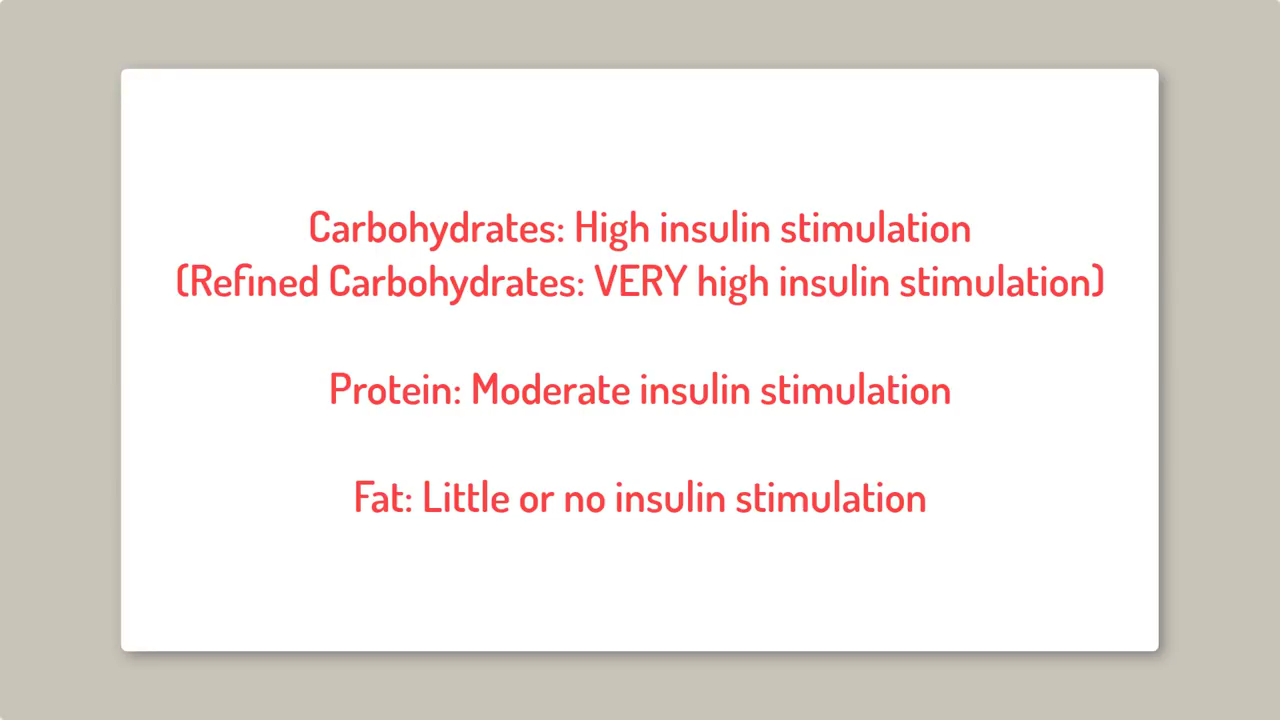 Carbohydrates: High insulin stimulation
(Refined Carbohydrates: VERY high insulin stimulation)
Protein: Moderate insulin stimulation
Fat: Little or no insulin stimulation